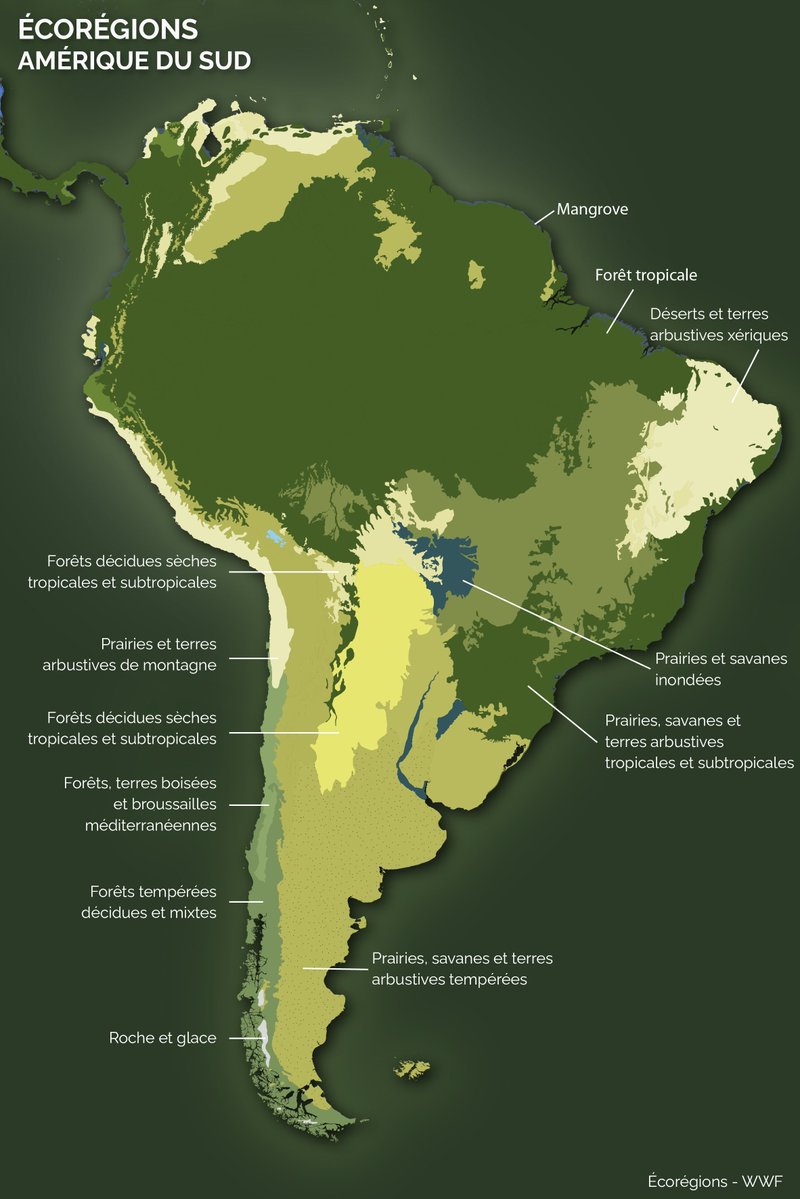 ÉCORÉGIONS
AMÉRIQUE DU SUD
Mangrove
Forêt tropicale
Déserts et terres
arbustives xériques
Forêts décidues sèches
tropicales et subtropicales
Prairies et terres
arbustives de montagne
Prairies et savanes
inondées
Forêts décidues sèches
tropicales et subtropicales
Prairies, savanes et
terres arbustives
tropicales et subtropicales
Forêts, terres boisées
et broussailles
méditerranéennes
Forêts tempérées
décidues et mixtes
Prairies, savanes et terres
arbustives tempérées
Roche et glace
Écorégions - WWF